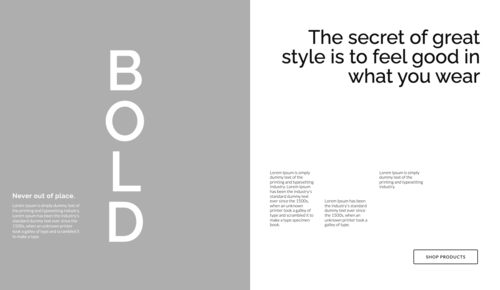 BOLD
Never out of place.
Lorem Ipsum is simply dummy text of
the printing and typesetting industry.
Lorem Ipsum has been the industry's
standard dummy text ever since the
1500s, when an unknown printer
took a galley of type and scrambled it
to make a type
The secret of great
style is to feel good in
what you wear
Lorem Ipsum is simply
dummy text of the
printing and typesetting
industry. Lorem Ipsum
has been the industry's
standard dummy text
ever since the 1500s,
when an unknown
printer took a galley of
type and scrambled it to
make a type specimen
book.
Lorem Ipsum has been
the industry's standard
dummy text ever since
the 1500s, when an
unknown printer took a
galley of type.
Lorem Ipsum is simply
dummy text of the
printing and typesetting
industry.
SHOP PRODUCTS